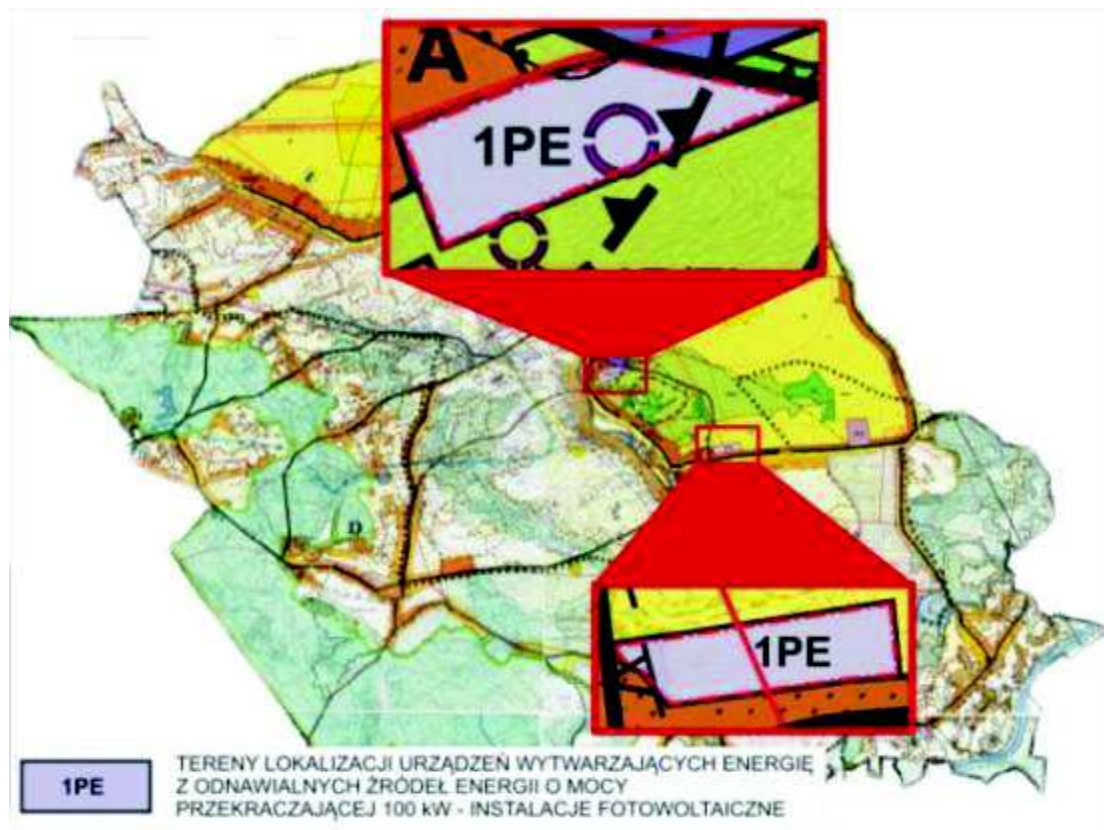 A
1PE
1PE
D
1PE
TERENY LOKALIZACJI URZĄDZEŃ WYTWARZAJĄCYCH ENERGIĘ
Z ODNAWIALNYCH ŹRÓDEŁ ENERGII O MOCY
PRZEKRACZAJĄCEJ 100 kW - INSTALACJE FOTOWOLTAICZNE